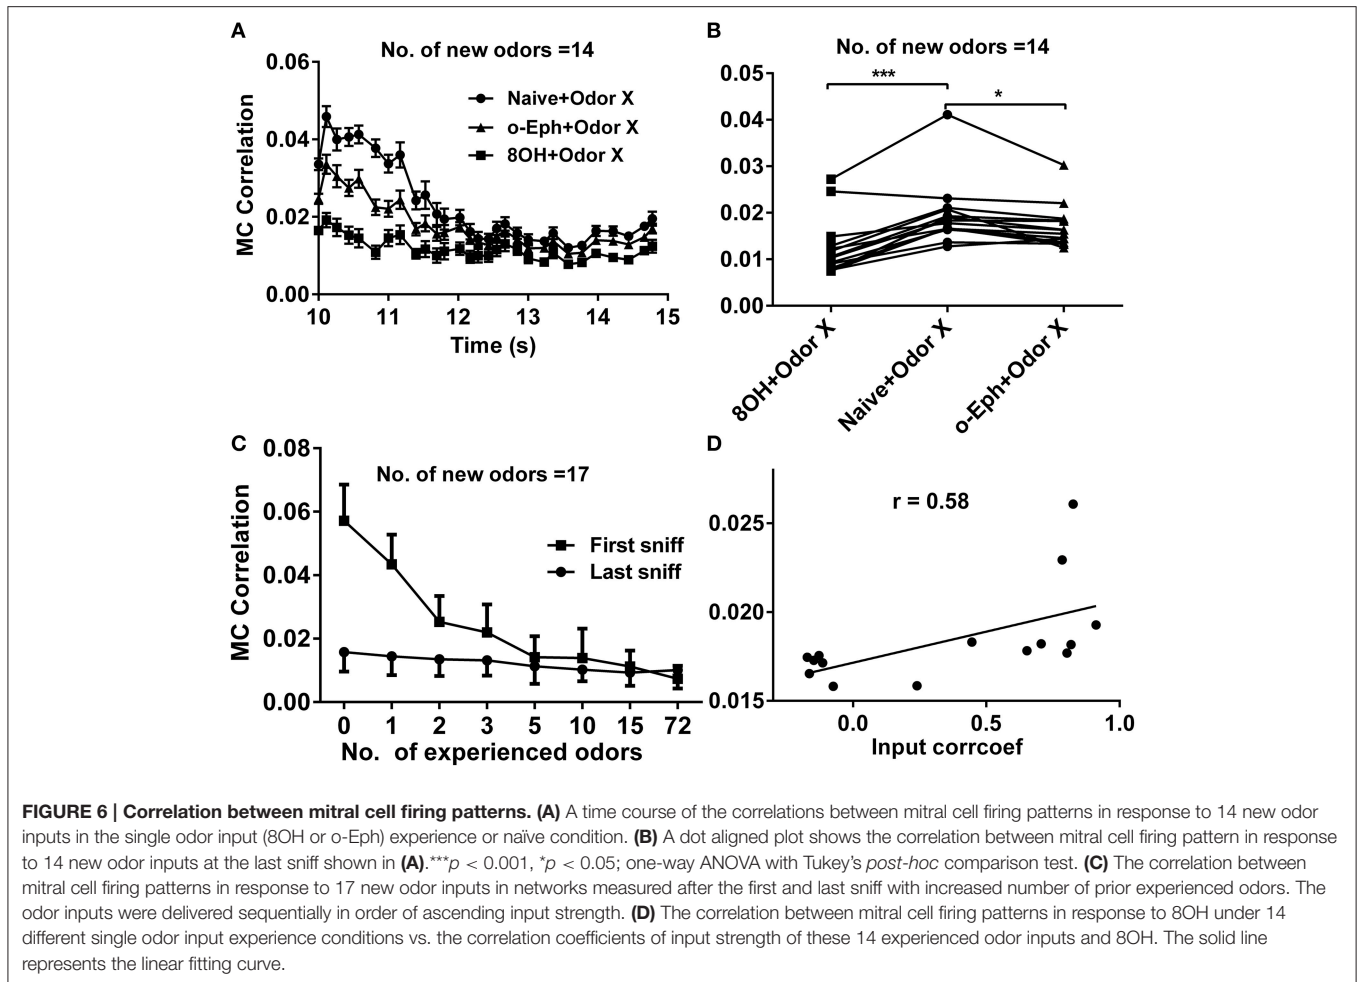 A
No. of new odors =14
0.06
0.04
0.02
0.00
MC Correlation
Naive+Odor X
o-Eph+Odor X
8OH+Odor X
10 11 12 13 14 15
Time (s)
B
No. of new odors =14
***
*
0.05
0.04
0.03
0.02
0.01
0.00
8OH+Odor X
Naive+Odor X
o-Eph+Odor X
C
No. of new odors =17
0.08
0.06
0.04
0.02
0.00
MC Correlation
First sniff
Last sniff
0 1 2 3 5 10 15 72
No. of experienced odors
D
r = 0.58
0.025
0.020
0.015
0.0 0.5 1.0
Input corrcoef
FIGURE 6 | Correlation between mitral cell firing patterns. (A) A time course of the correlations between mitral cell firing patterns in response to 14 new odor
inputs in the single odor input (8OH or o-Eph) experience or naïve condition. (B) A dot aligned plot shows the correlation between mitral cell firing pattern in response
to 14 new odor inputs at the last sniff shown in (A).***p < 0.001, *p < 0.05; one-way ANOVA with Tukey's post-hoc comparison test. (C) The correlation between
mitral cell firing patterns in response to 17 new odor inputs in networks measured after the first and last sniff with increased number of prior experienced odors. The
odor inputs were delivered sequentially in order of ascending input strength. (D) The correlation between mitral cell firing patterns in response to 8OH under 14
different single odor input experience conditions vs. the correlation coefficients of input strength of these 14 experienced odor inputs and 8OH. The solid line
represents the linear fitting curve.